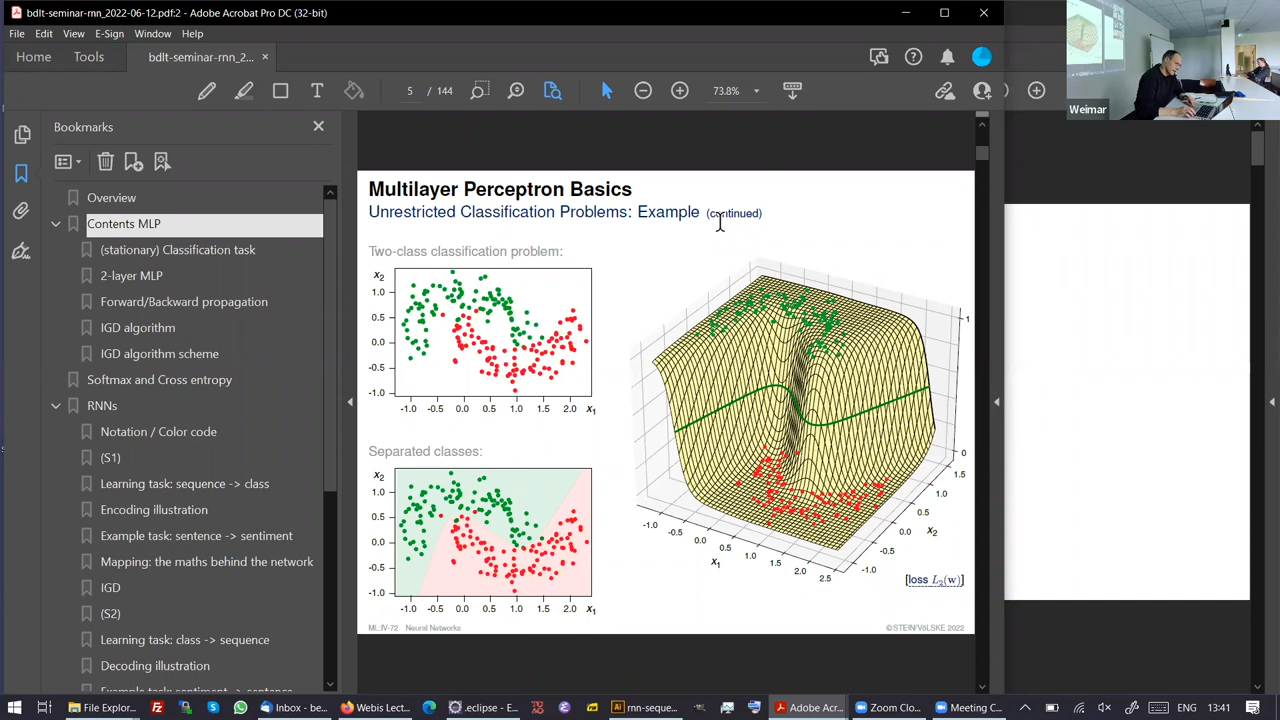 bdlt-seminar-rnn_2022-06-12.pdf:2 - Adobe Acrobat Pro DC (32-bit)
File Edit View E-Sign Window Help
Home Tools bdlt-seminar-rnn_2... ×
5 / 144 73.8%
Bookmarks
Overview
Contents MLP
(stationary) Classification task
2-layer MLP
Forward/Backward propagation
IGD algorithm
IGD algorithm scheme
Softmax and Cross entropy
RNNs
Notation / Color code
(S1)
Learning task: sequence -> class
Encoding illustration
Example task: sentence -> sentiment
Mapping: the maths behind the network
IGD
(S2)
Learning task: class -> sequence
Decoding illustration
Example task: sentiment -> sentence
Multilayer Perceptron Basics
Unrestricted Classification Problems: Example (continued)
Two-class classification problem:
x2
1.0
0.5
0.0
-0.5
-1.0
-1.0 -0.5 0.0 0.5 1.0 1.5 2.0 x1
Separated classes:
x2
1.0
0.5
0.0
-0.5
-1.0
-1.0 -0.5 0.0 0.5 1.0 1.5 2.0 x1
1
0
1.5
1.0
0.5
0.0
-0.5
-1.0
x2
-1.0 -0.5 0.0 0.5 1.0 1.5 2.0 2.5
x1
[loss L2(w)]
ML:IV-72 Neural Networks
©STEIN/VÖLSKE 2022
Weimar
File Explor... Inbox - be... Webis Lect... .eclipse - E... rnn-seque... Adobe Acr... Zoom Clo... Meeting C... ENG 13:41